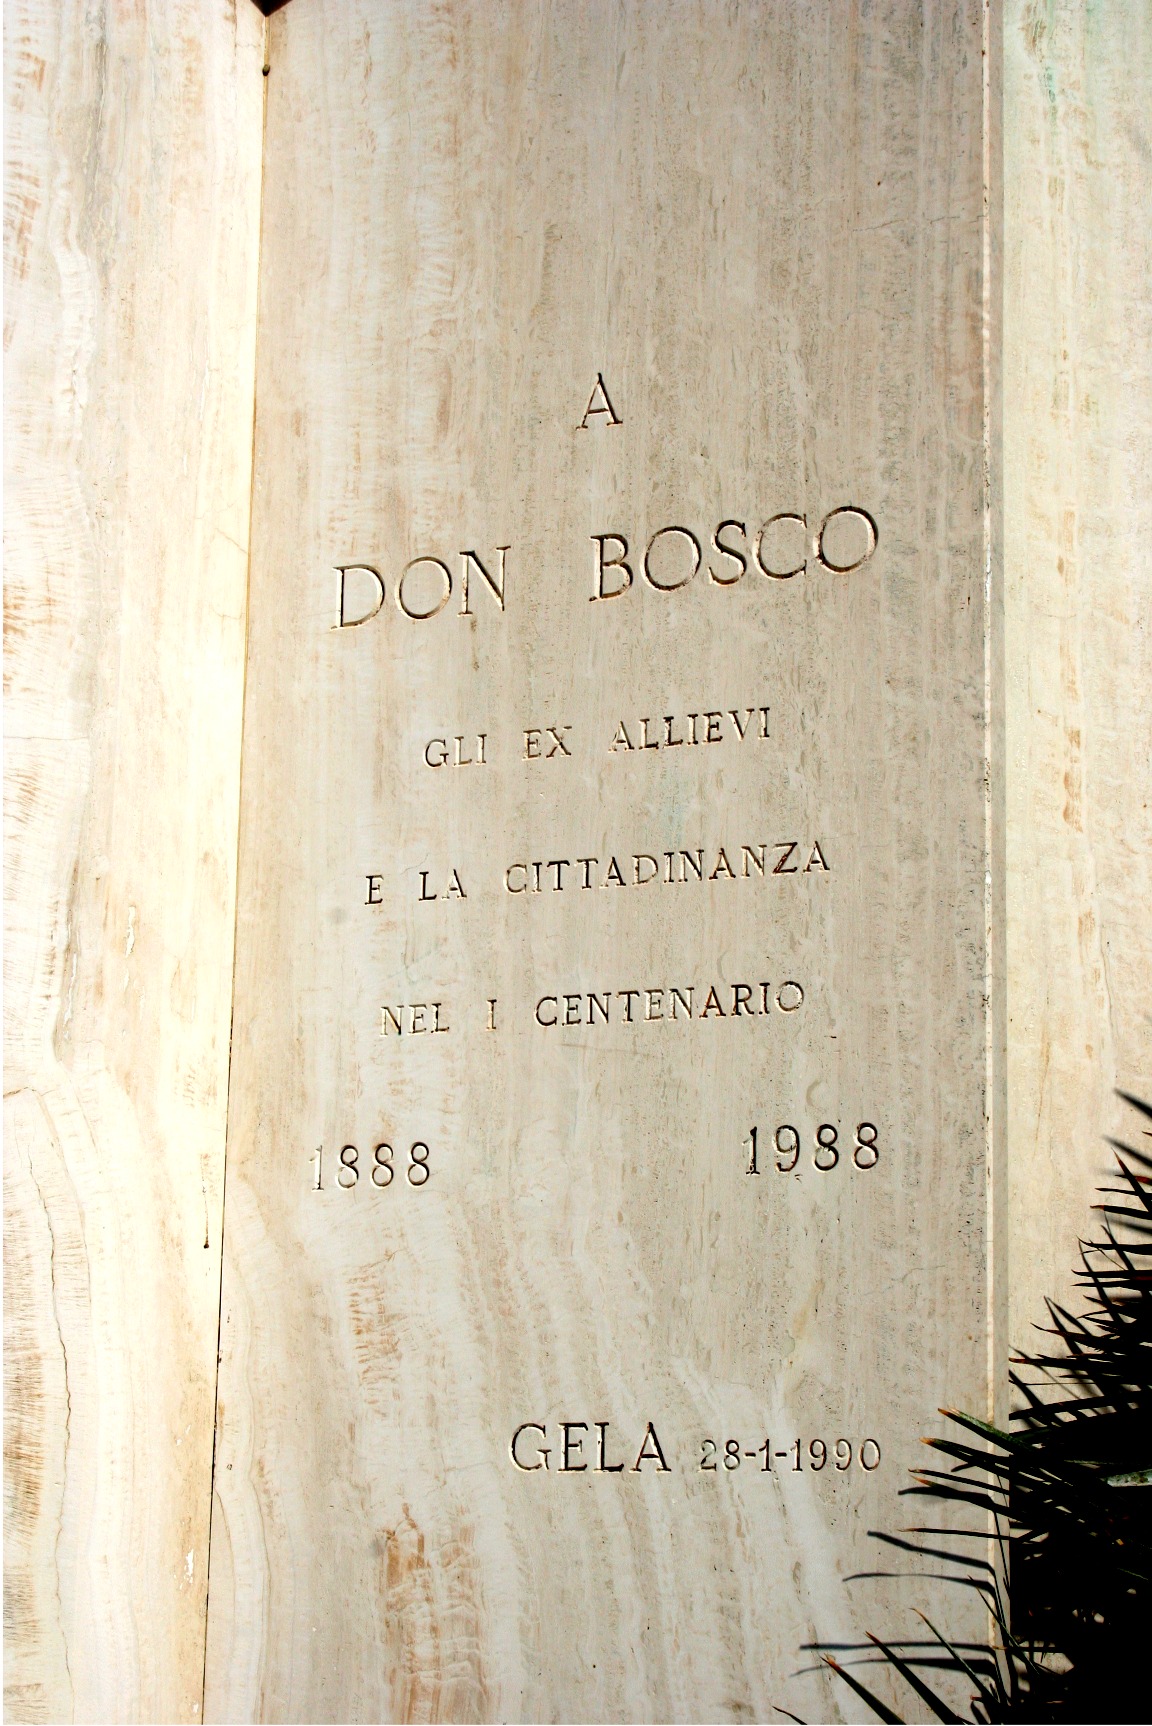 A
DON BOSCO
GLI EX ALLIEVI
E LA CITTADINANZA
NEL I CENTENARIO
1888 1988
GELA 28-1-1990